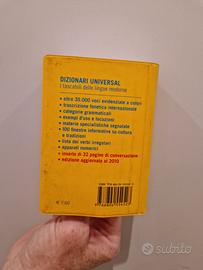 DIZIONARI UNIVERSAL
I tascabili delle lingue moderne
• oltre 35.000 voci evidenziate a colori
• trascrizione fonetica internazionale
• categorie grammaticali
• esempi d'uso e locuzioni
• materie specialistiche segnalate
• 100 finestre informative su cultura
e tradizioni
• lista dei verbi irregolari
• apparati numerici
• inserto di 32 pagine di conversazione
• edizione aggiornata al 2010
€ 7,00
subito